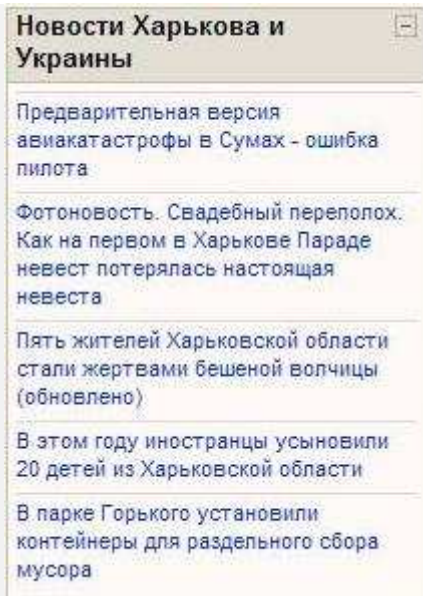 Новости Харькова и
Украины
Предварительная версия
авиакатастрофы в Сумах - ошибка
пилота
Фотоновость. Свадебный переполох.
Как на первом в Харькове Параде
невест потерялась настоящая
невеста
Пять жителей Харьковской области
стали жертвами бешеной волчицы
(обновлено)
В этом году иностранцы усыновили
20 детей из Харьковской области
В парке Горького установили
контейнеры для раздельного сбора
мусора